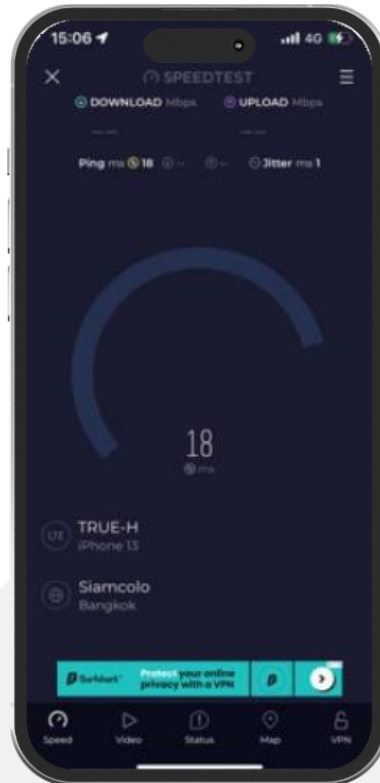 15:06 4G
SPEEDTEST
DOWNLOAD Mbps UPLOAD Mbps
Ping ms 18 -- -- Jitter ms 1
18
ms
LTE
TRUE-H
iPhone 13
Siamcolo
Bangkok
Surfshark Protect your online
privacy with a VPN
Speed Video Status Map VPN